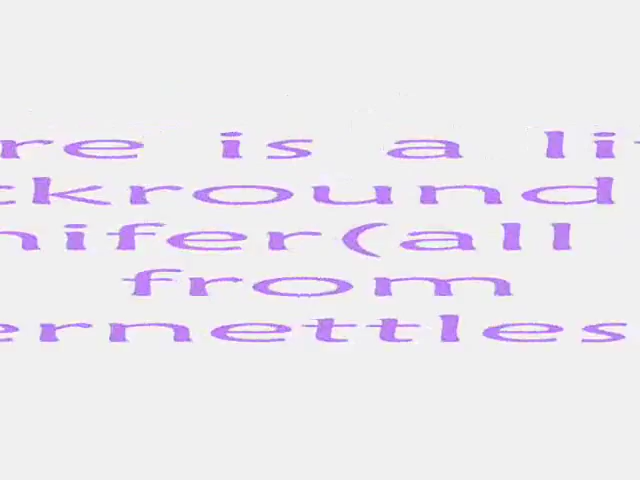 re is a li
ckround
nifer(all
from
ernettles